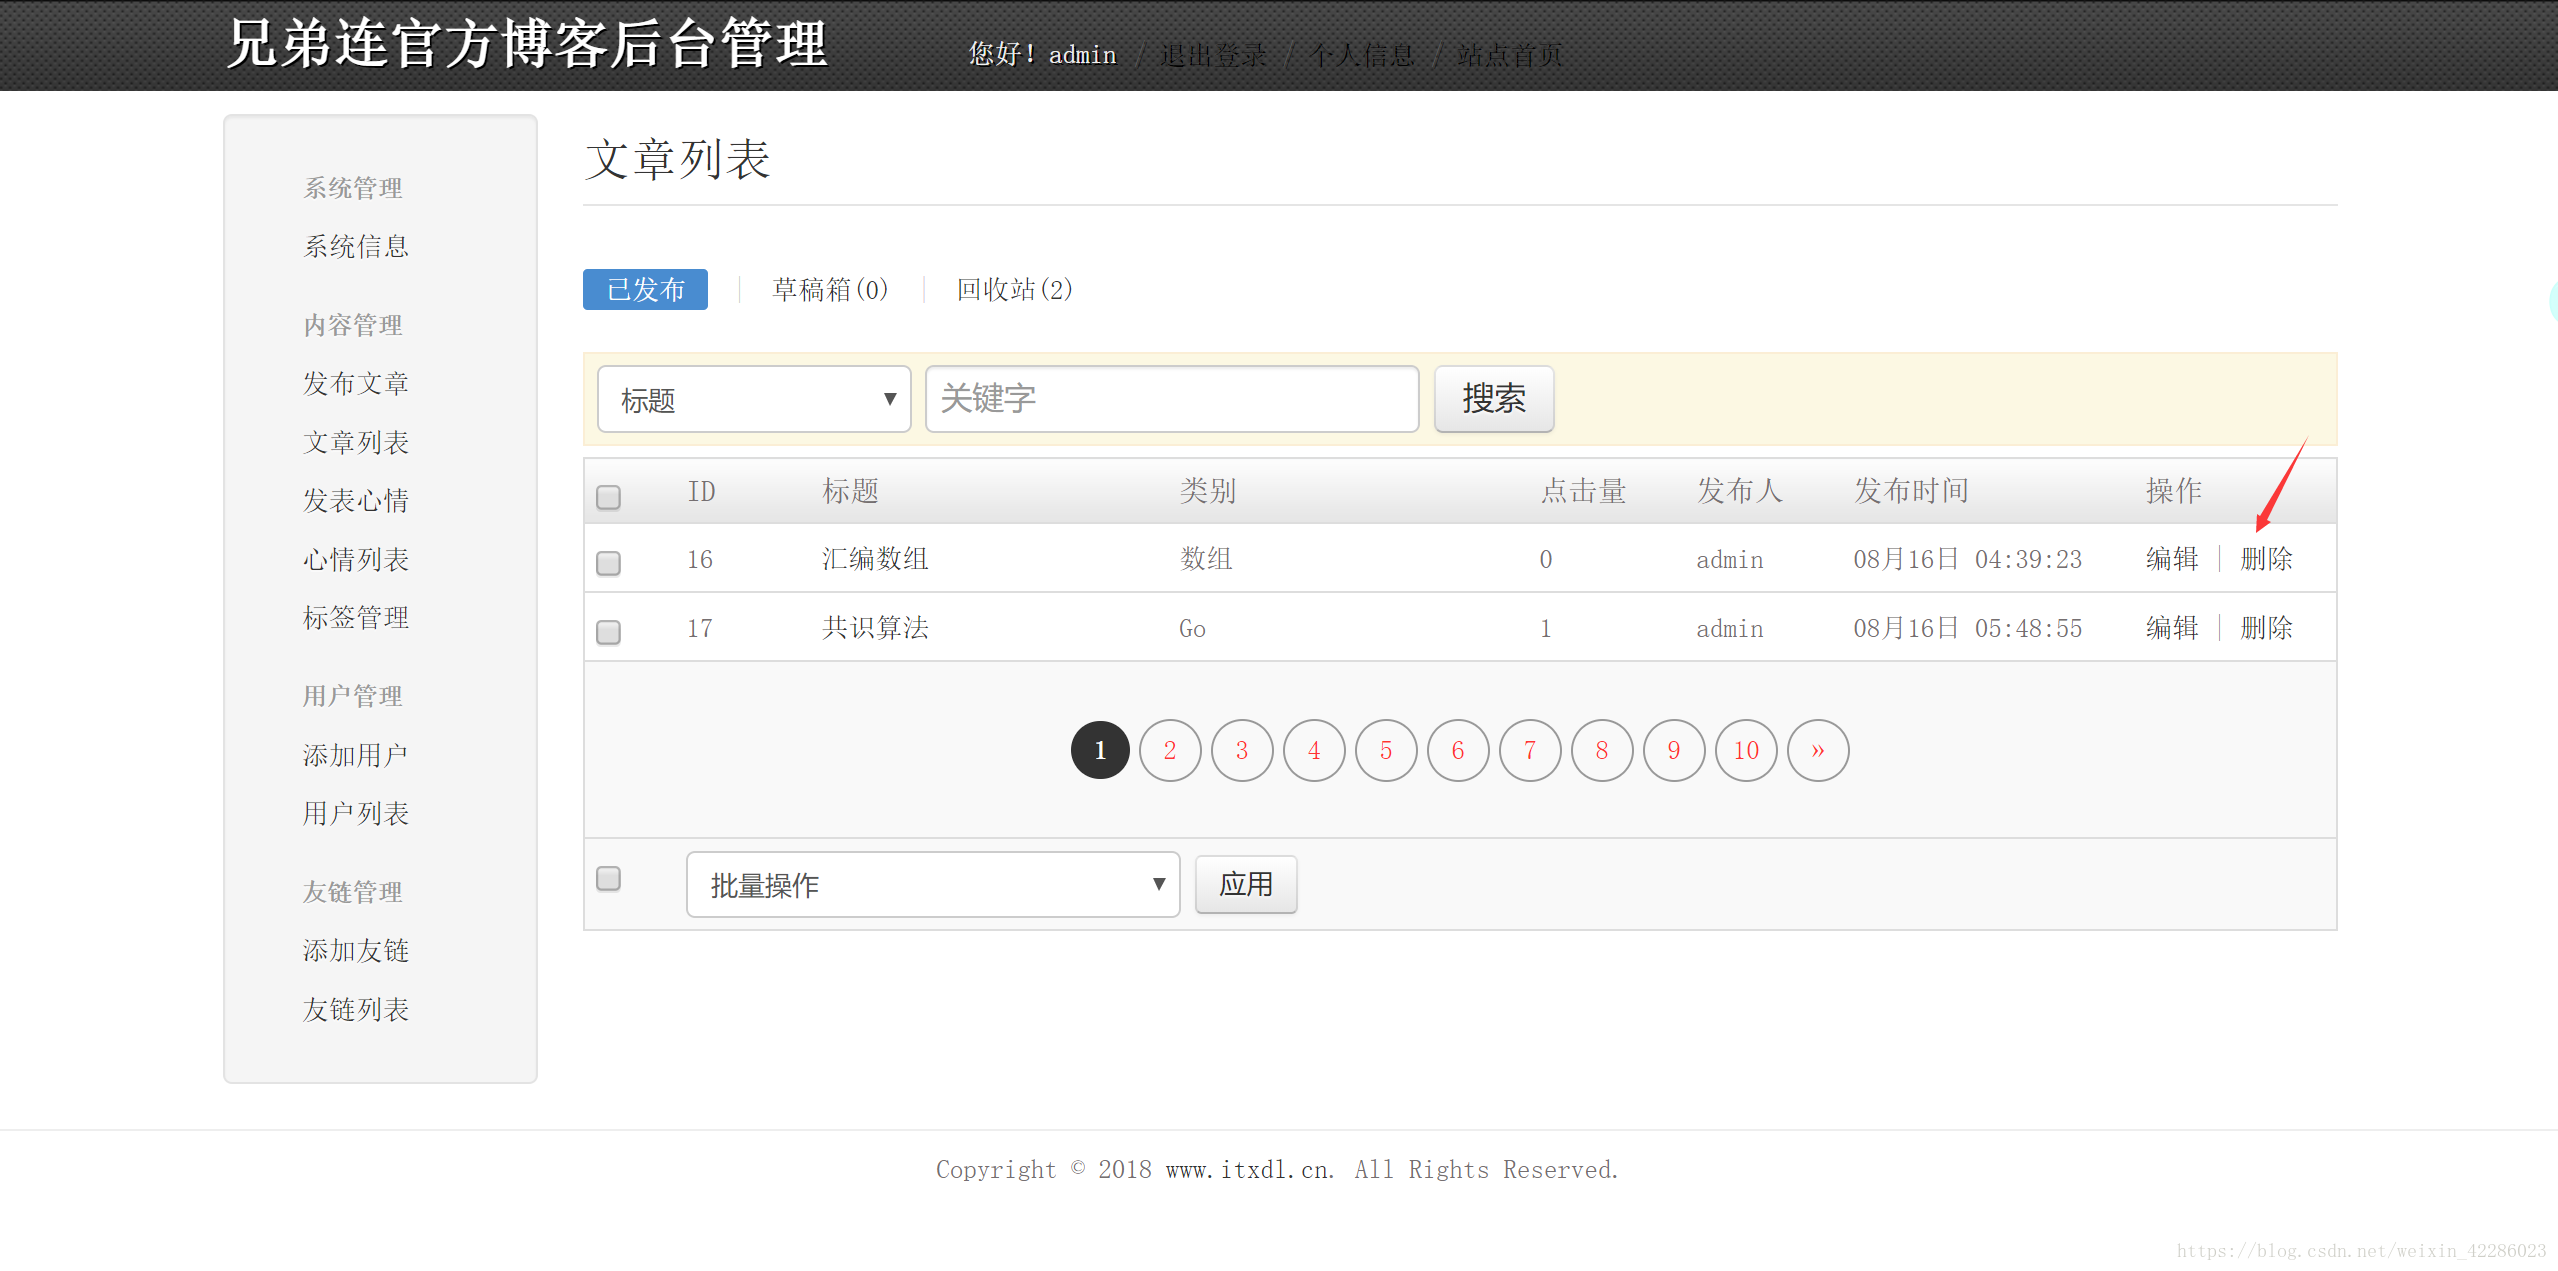 兄弟连官方博客后台管理
您好！admin / 退出登录 / 个人信息 / 站点首页
系统管理
系统信息
内容管理
发布文章
文章列表
发表心情
心情列表
标签管理
用户管理
添加用户
用户列表
友链管理
添加友链
友链列表
文章列表
已发布 | 草稿箱(0) | 回收站(2)
标题 ▼ 关键字 搜索
ID 标题 类别 点击量 发布人 发布时间 操作
16 汇编数组 数组 0 admin 08月16日 04:39:23 编辑 | 删除
17 共识算法 Go 1 admin 08月16日 05:48:55 编辑 | 删除
1 2 3 4 5 6 7 8 9 10 »
批量操作 ▼ 应用
Copyright © 2018 www.itxdl.cn. All Rights Reserved.
https://blog.csdn.net/weixin_42286023